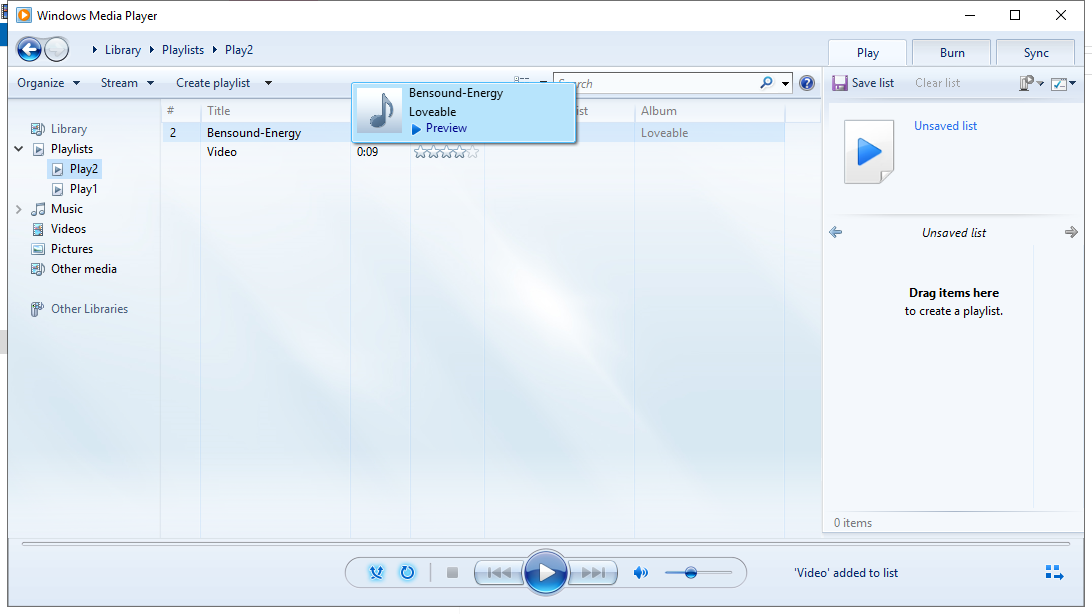 Windows Media Player
Library Playlists Play2
Play Burn Sync
Organize Stream Create playlist Search Save list Clear list
Bensound-Energy
Loveable
Preview
# Title Album
Library
Playlists
Play2
Play1
Music
Videos
Pictures
Other media
Other Libraries
2 Bensound-Energy Loveable
Video 0:09
Unsaved list
Unsaved list
Drag items here
to create a playlist.
0 items
'Video' added to list